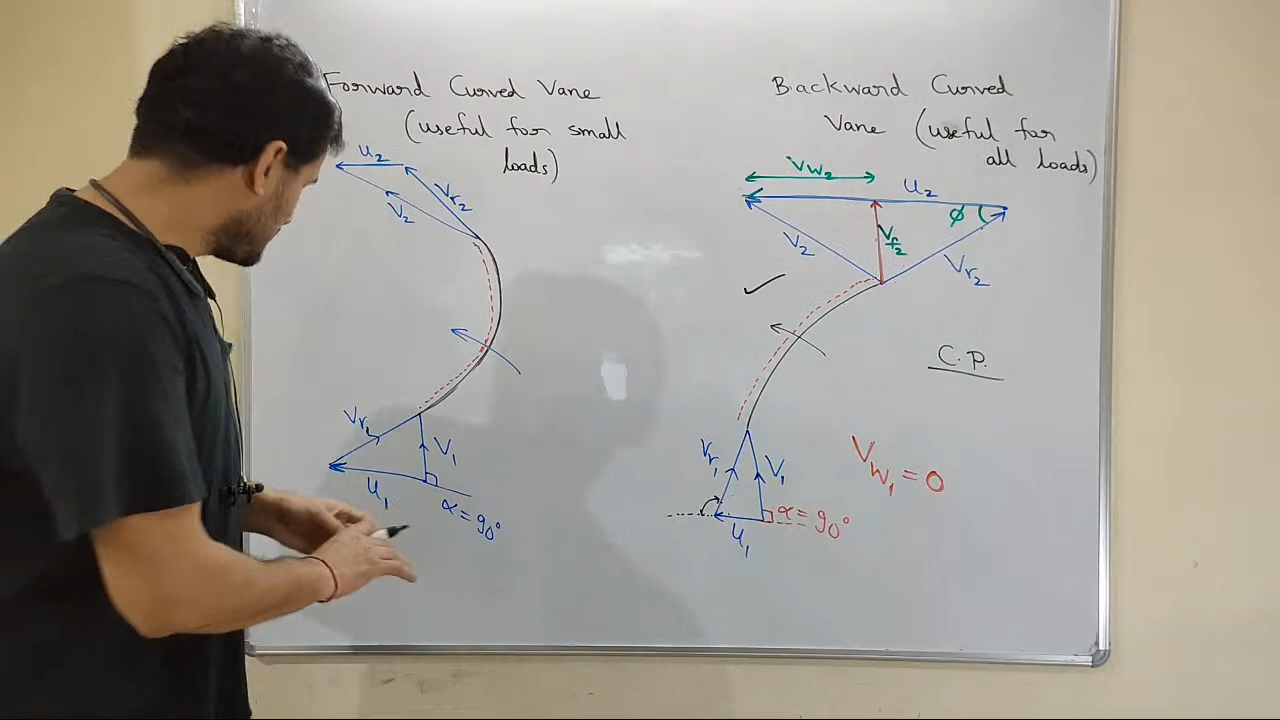 Forward Curved Vane
(useful for small
loads)
u2
Vr2
V2
Vr1
V1
u1
α = 90°
Backward Curved
Vane (useful for
all loads)
Vw2
u2
φ
Vf2
V2
Vr2
C.P.
Vr1
V1
Vw1 = 0
α = 90°
u1